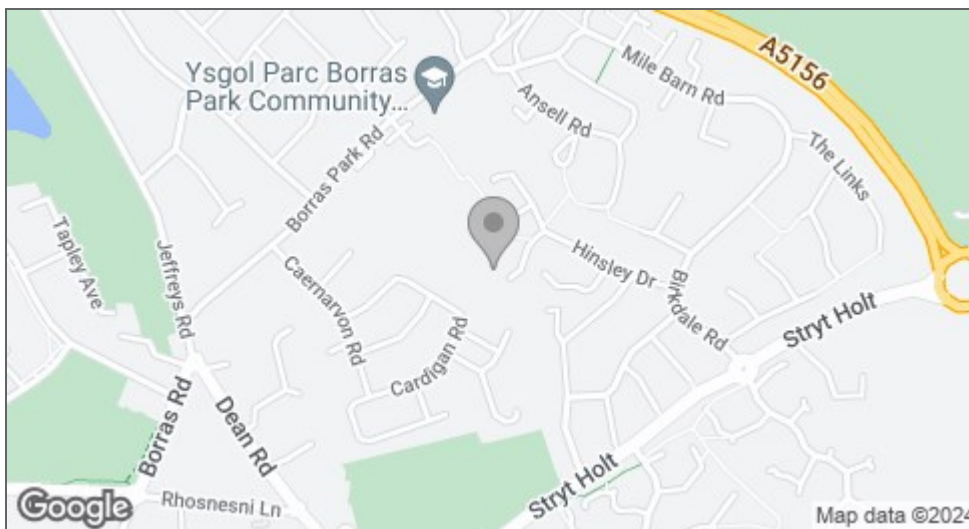 A5156
Mile Barn Rd
Ysgol Parc Borras
Park Community...
Ansell Rd
The Links
Borras Park Rd
Tapley Ave
Jeffreys Rd
Hinsley Dr
Caernarvon Rd
Birkdale Rd
Stryt Holt
Cardigan Rd
Borras Rd
Dean Rd
Stryt Holt
Rhosnesni Ln
Google
Map data ©2024